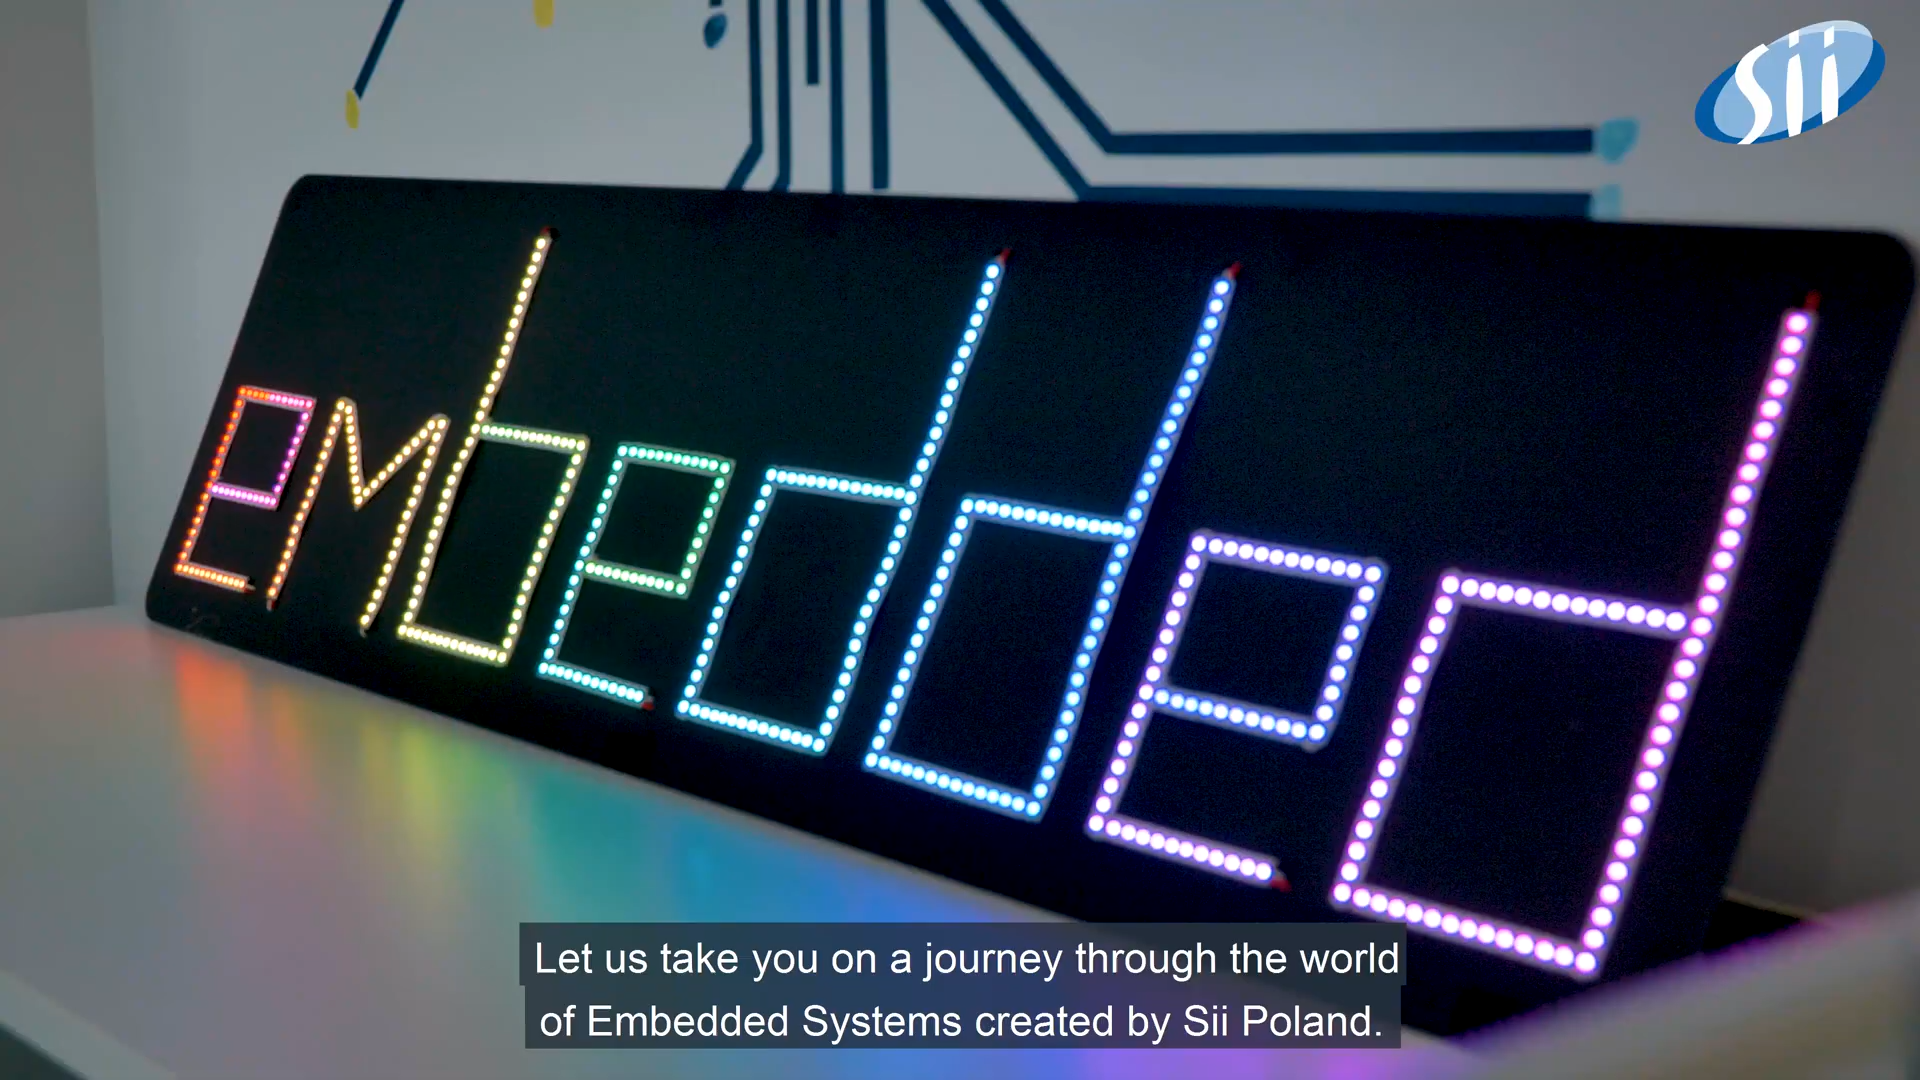 sii
embedded
Let us take you on a journey through the world
of Embedded Systems created by Sii Poland.